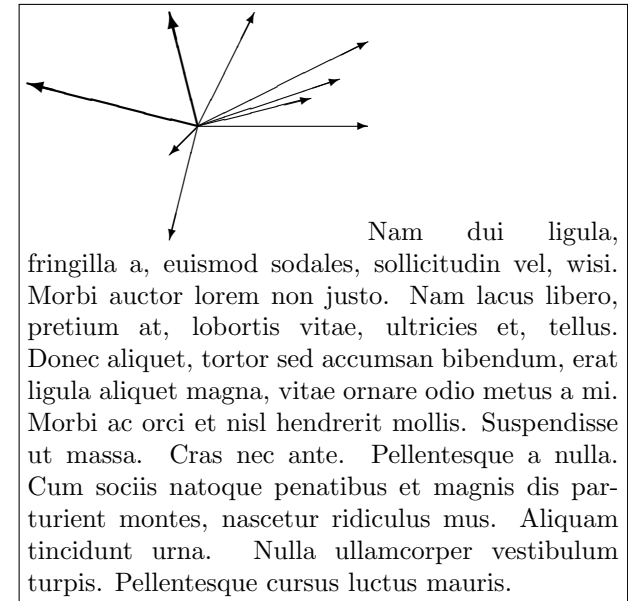 Nam dui ligula,
fringilla a, euismod sodales, sollicitudin vel, wisi.
Morbi auctor lorem non justo. Nam lacus libero,
pretium at, lobortis vitae, ultricies et, tellus.
Donec aliquet, tortor sed accumsan bibendum, erat
ligula aliquet magna, vitae ornare odio metus a mi.
Morbi ac orci et nisl hendrerit mollis. Suspendisse
ut massa. Cras nec ante. Pellentesque a nulla.
Cum sociis natoque penatibus et magnis dis par-
turient montes, nascetur ridiculus mus. Aliquam
tincidunt urna. Nulla ullamcorper vestibulum
turpis. Pellentesque cursus luctus mauris.